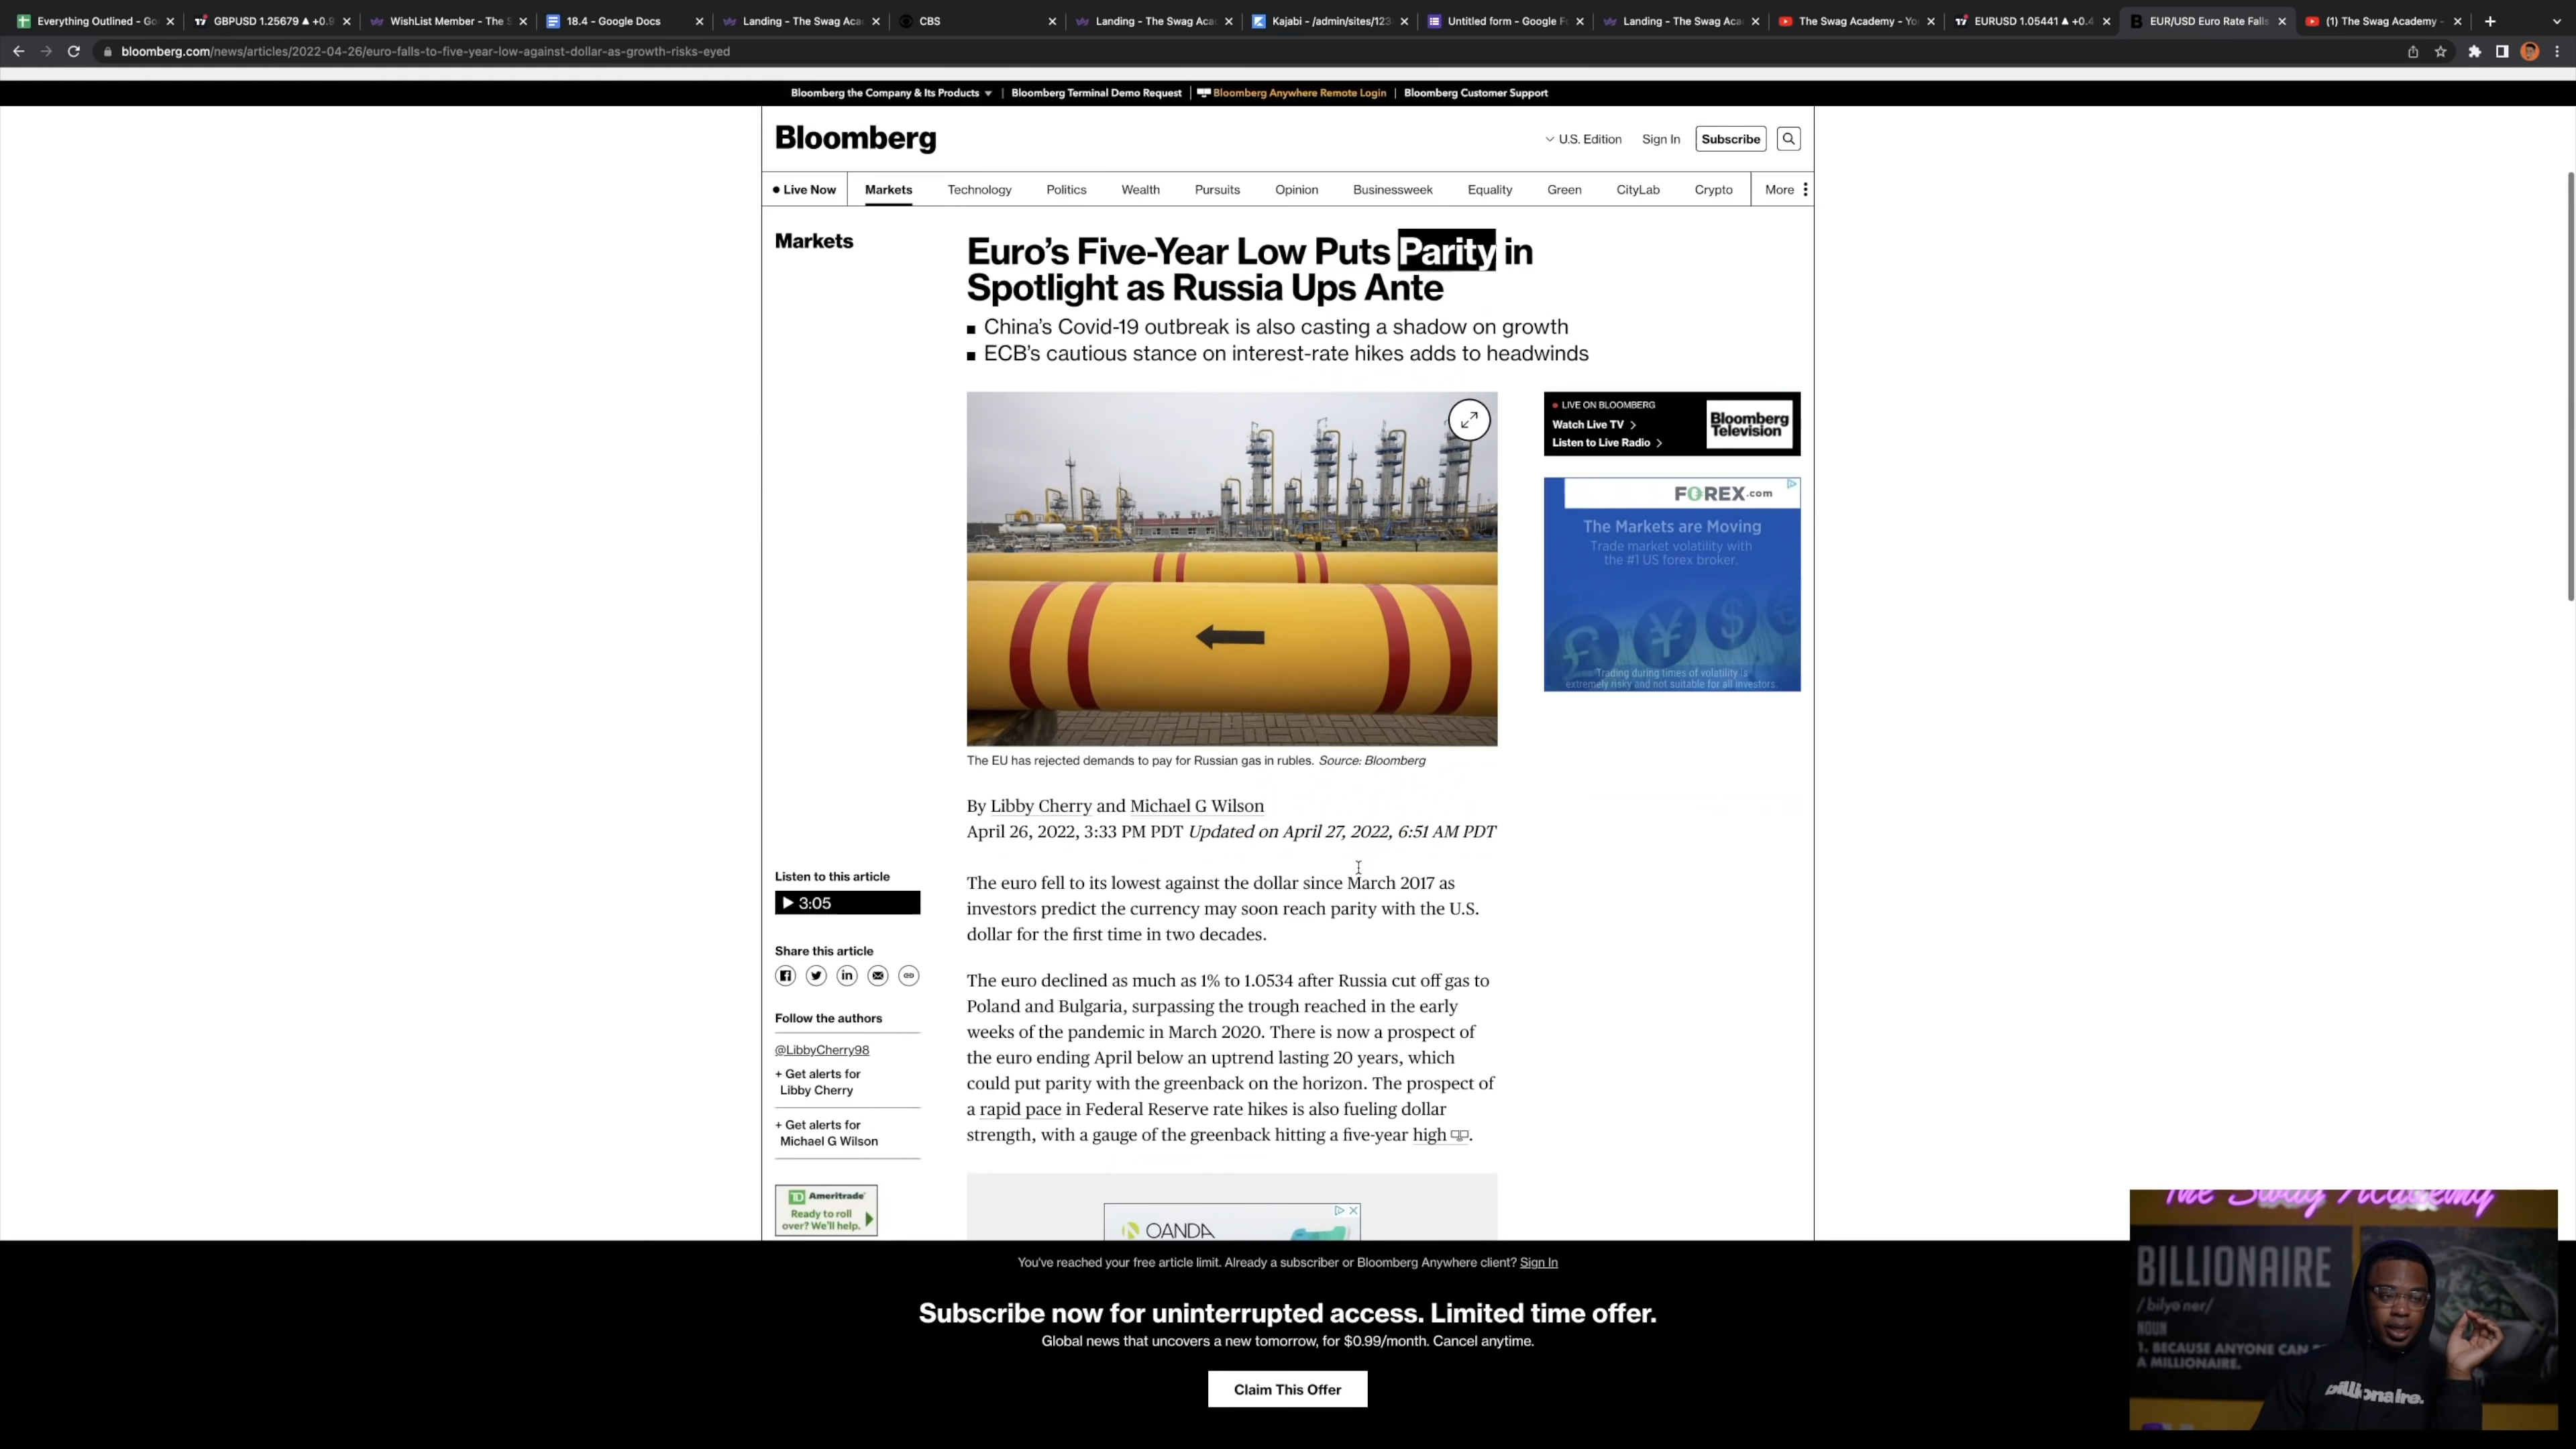 Everything Outlined - Go
GBPUSD 1.25679 ▲ +0.9
WishList Member - The S
18.4 - Google Docs
Landing - The Swag Aca
CBS
Landing - The Swag Aca
Kajabi - /admin/sites/123
Untitled form - Google F
Landing - The Swag Aca
The Swag Academy - Yo
EURUSD 1.05441 ▲ +0.4
EUR/USD Euro Rate Falls
(1) The Swag Academy -
bloomberg.com/news/articles/2022-04-26/euro-falls-to-five-year-low-against-dollar-as-growth-risks-eyed
Bloomberg the Company & Its Products ▼ | Bloomberg Terminal Demo Request | Bloomberg Anywhere Remote Login | Bloomberg Customer Support
Bloomberg
U.S. Edition Sign In Subscribe
Live Now Markets Technology Politics Wealth Pursuits Opinion Businessweek Equality Green CityLab Crypto More
Markets
Euro's Five-Year Low Puts Parity in
Spotlight as Russia Ups Ante
■ China's Covid-19 outbreak is also casting a shadow on growth
■ ECB's cautious stance on interest-rate hikes adds to headwinds
LIVE ON BLOOMBERG
Watch Live TV >
Listen to Live Radio >
Bloomberg
Television
FOREX.com
The Markets are Moving
Trade market volatility with
the #1 US forex broker.
Trading during times of volatility is
extremely risky and not suitable for all investors.
The EU has rejected demands to pay for Russian gas in rubles. Source: Bloomberg
By Libby Cherry and Michael G Wilson
April 26, 2022, 3:33 PM PDT Updated on April 27, 2022, 6:51 AM PDT
Listen to this article
3:05
Share this article
Follow the authors
@LibbyCherry98
+ Get alerts for
Libby Cherry
+ Get alerts for
Michael G Wilson
Ameritrade
Ready to roll
over? We'll help.
The euro fell to its lowest against the dollar since March 2017 as
investors predict the currency may soon reach parity with the U.S.
dollar for the first time in two decades.
The euro declined as much as 1% to 1.0534 after Russia cut off gas to
Poland and Bulgaria, surpassing the trough reached in the early
weeks of the pandemic in March 2020. There is now a prospect of
the euro ending April below an uptrend lasting 20 years, which
could put parity with the greenback on the horizon. The prospect of
a rapid pace in Federal Reserve rate hikes is also fueling dollar
strength, with a gauge of the greenback hitting a five-year high.
OANDA
You've reached your free article limit. Already a subscriber or Bloomberg Anywhere client? Sign In
Subscribe now for uninterrupted access. Limited time offer.
Global news that uncovers a new tomorrow, for $0.99/month. Cancel anytime.
Claim This Offer
The Swag Academy
BILLIONAIRE
/bilyəˈner/
NOUN
1. BECAUSE ANYONE CAN
A MILLIONAIRE.
billionaire.